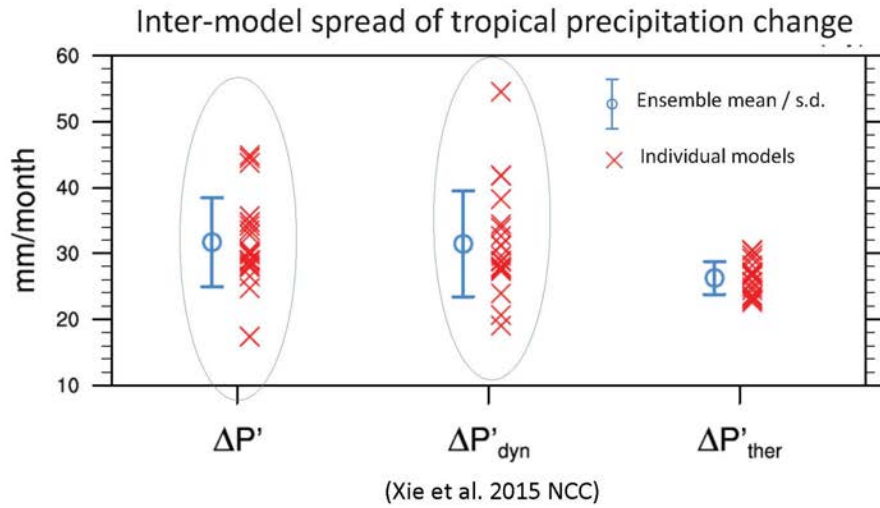 Inter-model spread of tropical precipitation change
60
50
40
30
20
10
mm/month
Ensemble mean / s.d.
Individual models
ΔP'
ΔP'dyn
ΔP'ther
(Xie et al. 2015 NCC)